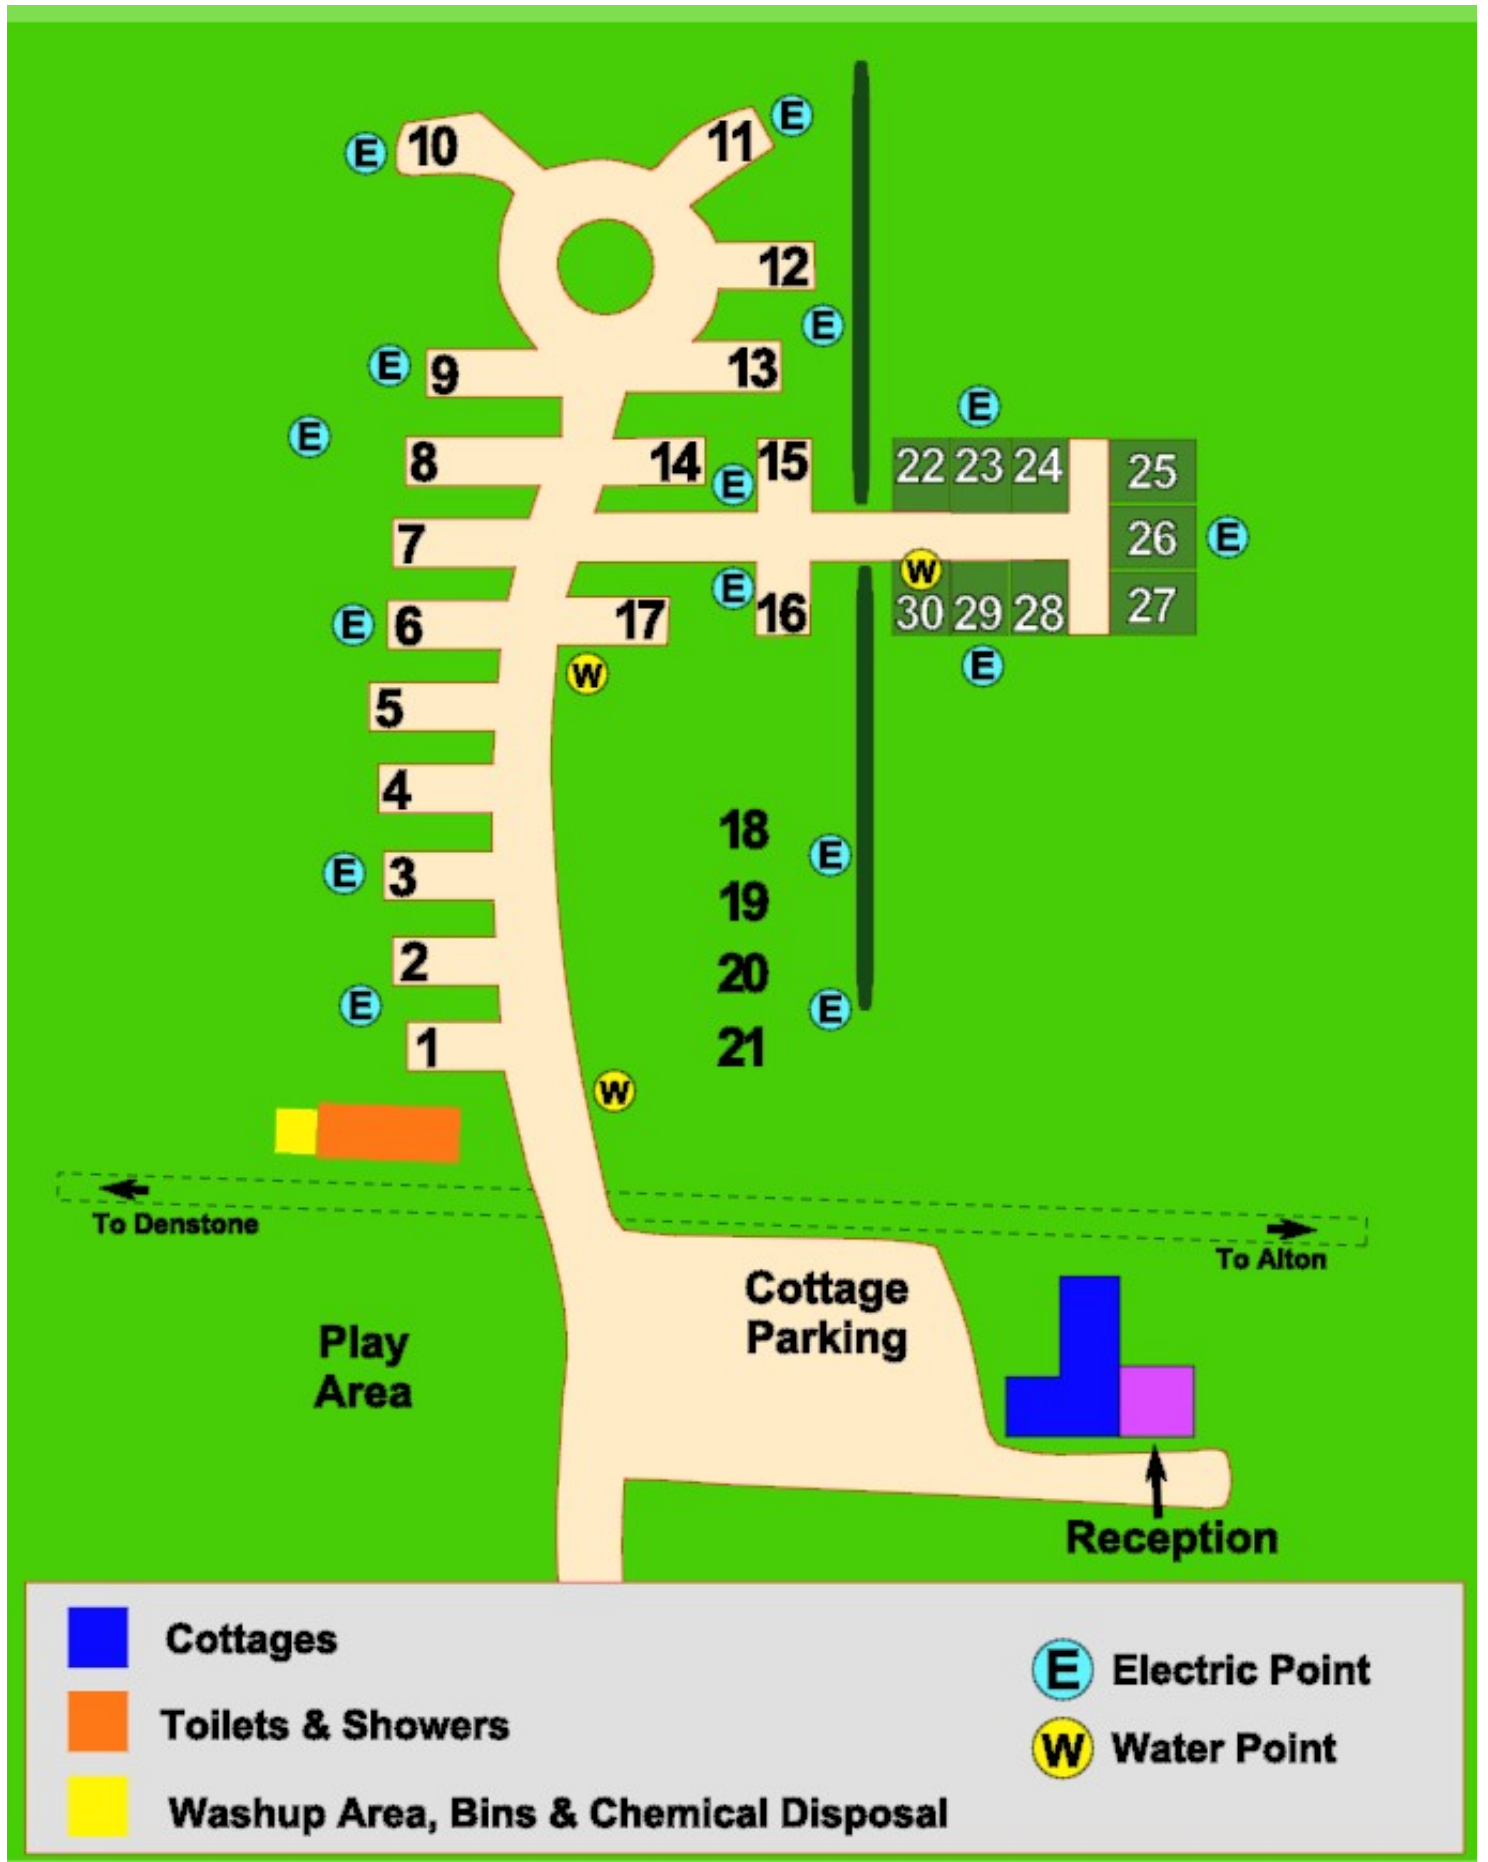 10
11
E
E
12
E
13
9
E
E
E
8
14
15
22
23
24
25
E
7
26
E
W
E
6
E
17
16
30
29
28
27
W
E
5
4
18
E
3
E
19
2
20
E
E
1
21
W
To Denstone
To Alton
Cottage
Parking
Play
Area
Reception
Cottages
Toilets & Showers
Washup Area, Bins & Chemical Disposal
E Electric Point
W Water Point